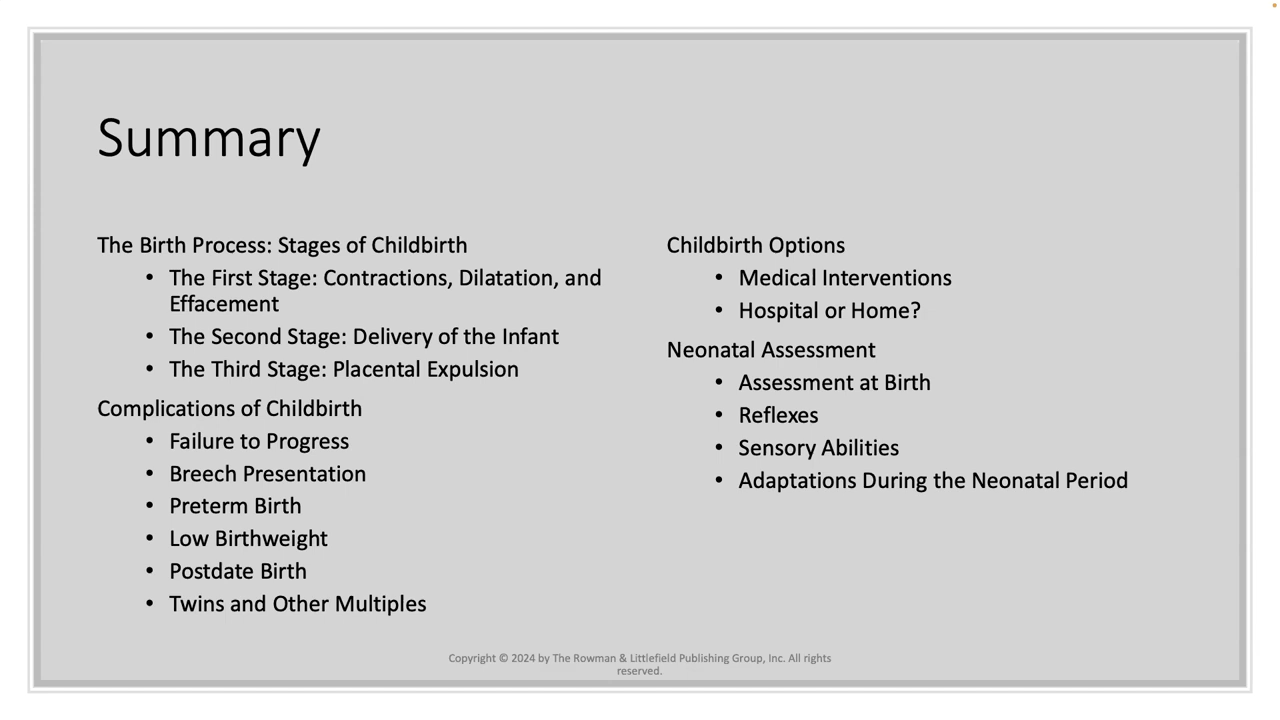 Summary
The Birth Process: Stages of Childbirth
• The First Stage: Contractions, Dilatation, and
Effacement
• The Second Stage: Delivery of the Infant
• The Third Stage: Placental Expulsion
Complications of Childbirth
• Failure to Progress
• Breech Presentation
• Preterm Birth
• Low Birthweight
• Postdate Birth
• Twins and Other Multiples
Childbirth Options
• Medical Interventions
• Hospital or Home?
Neonatal Assessment
• Assessment at Birth
• Reflexes
• Sensory Abilities
• Adaptations During the Neonatal Period
Copyright © 2024 by The Rowman & Littlefield Publishing Group, Inc. All rights
reserved.